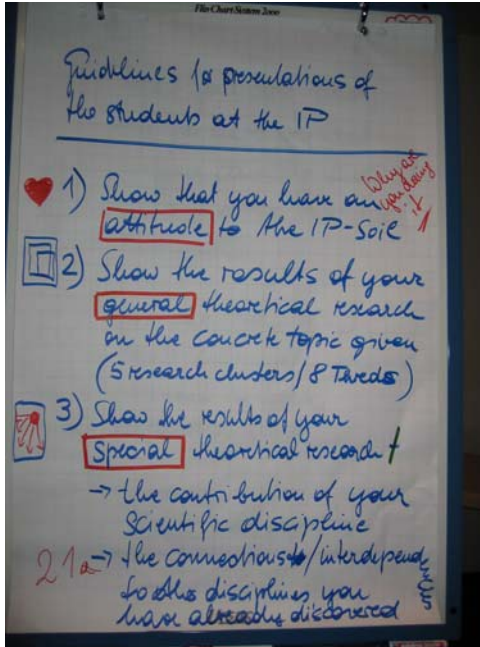 Flip Chart System 2000
Guidelines for presentations of
the students at the IP
1) Show that you have an
attitude to the IP-Soil
Why are
you doing
it
2) Show the results of your
general theoretical research
on the concrete topic given
(5 research clusters / 8 Threats)
3) Show the results of your
special theoretical research +
→ the contribution of your
Scientific discipline
21a → the connections / interdependencies
to other disciplines you
have already discovered